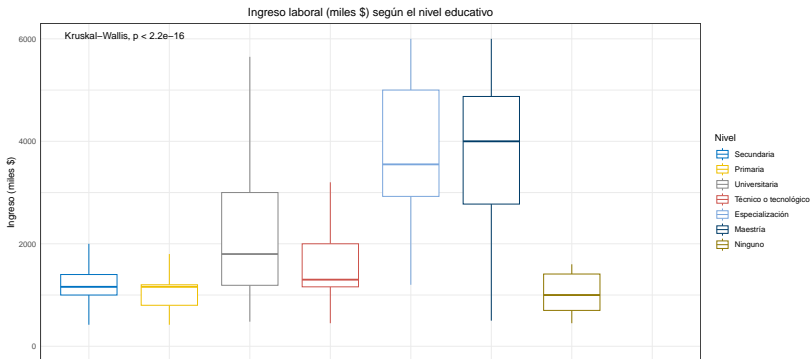 Ingreso laboral (miles $) según el nivel educativo
Kruskal−Wallis, p < 2.2e−16
6000
4000
2000
0
Ingreso (miles $)
Nivel
Secundaria
Primaria
Universitaria
Técnico o tecnológico
Especialización
Maestría
Ninguno